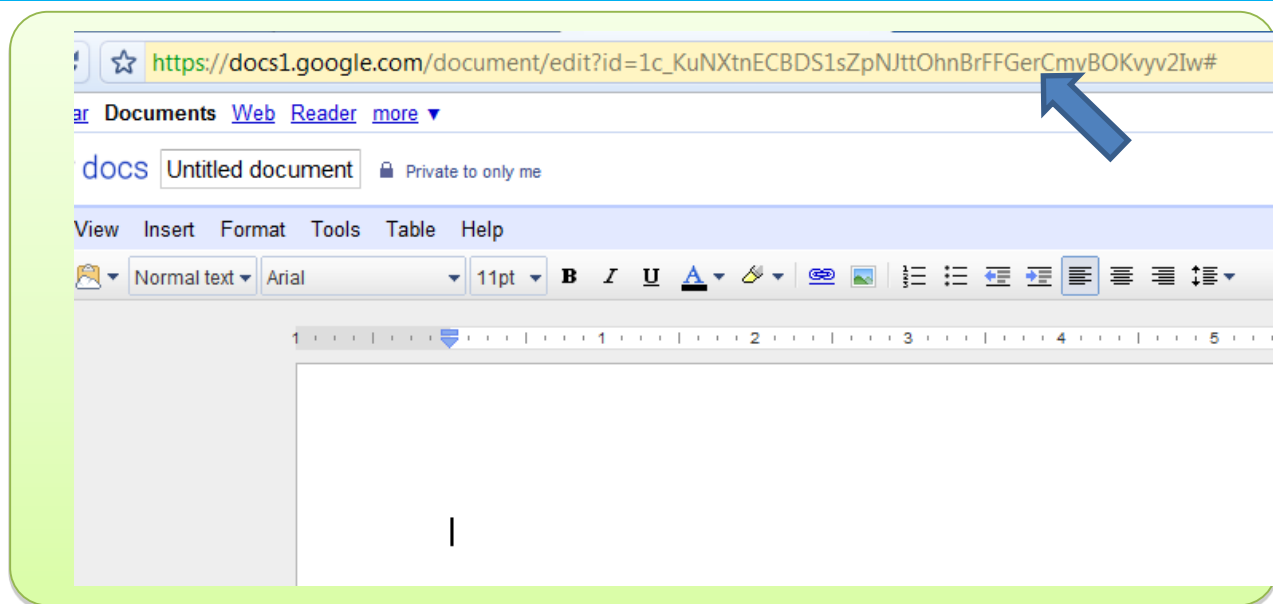 https://docs1.google.com/document/edit?id=1c_KuNXtnECBDS1sZpNJttOhnBrFFGerCmvBOKvyv2Iw#
ar Documents Web Reader more ▼
docs Untitled document Private to only me
View Insert Format Tools Table Help
Normal text Arial 11pt B I U A
1 1 2 3 4 5